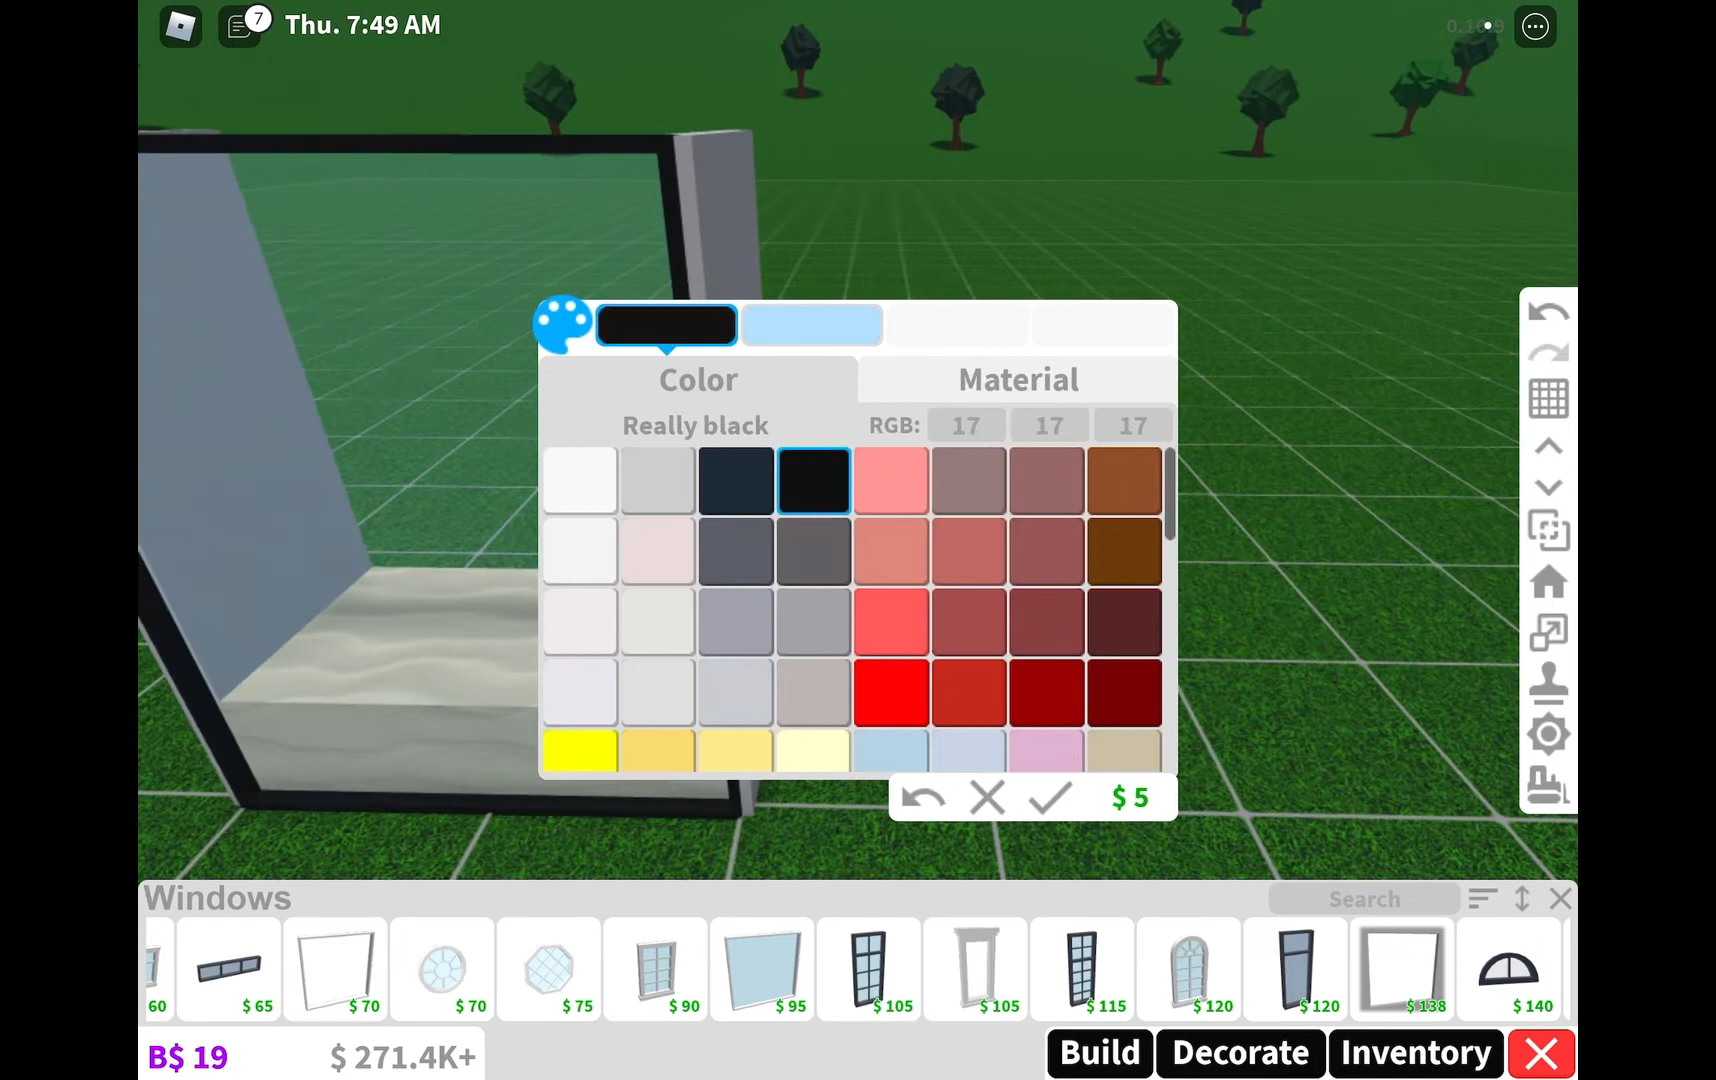 7
Thu. 7:49 AM
Color
Material
Really black
RGB: 17 17 17
$ 5
Windows
Search
60
$ 65
$ 70
$ 70
$ 75
$ 90
$ 95
$ 105
$ 105
$ 115
$ 120
$ 120
$ 138
$ 140
B$ 19
$ 271.4K+
Build
Decorate
Inventory